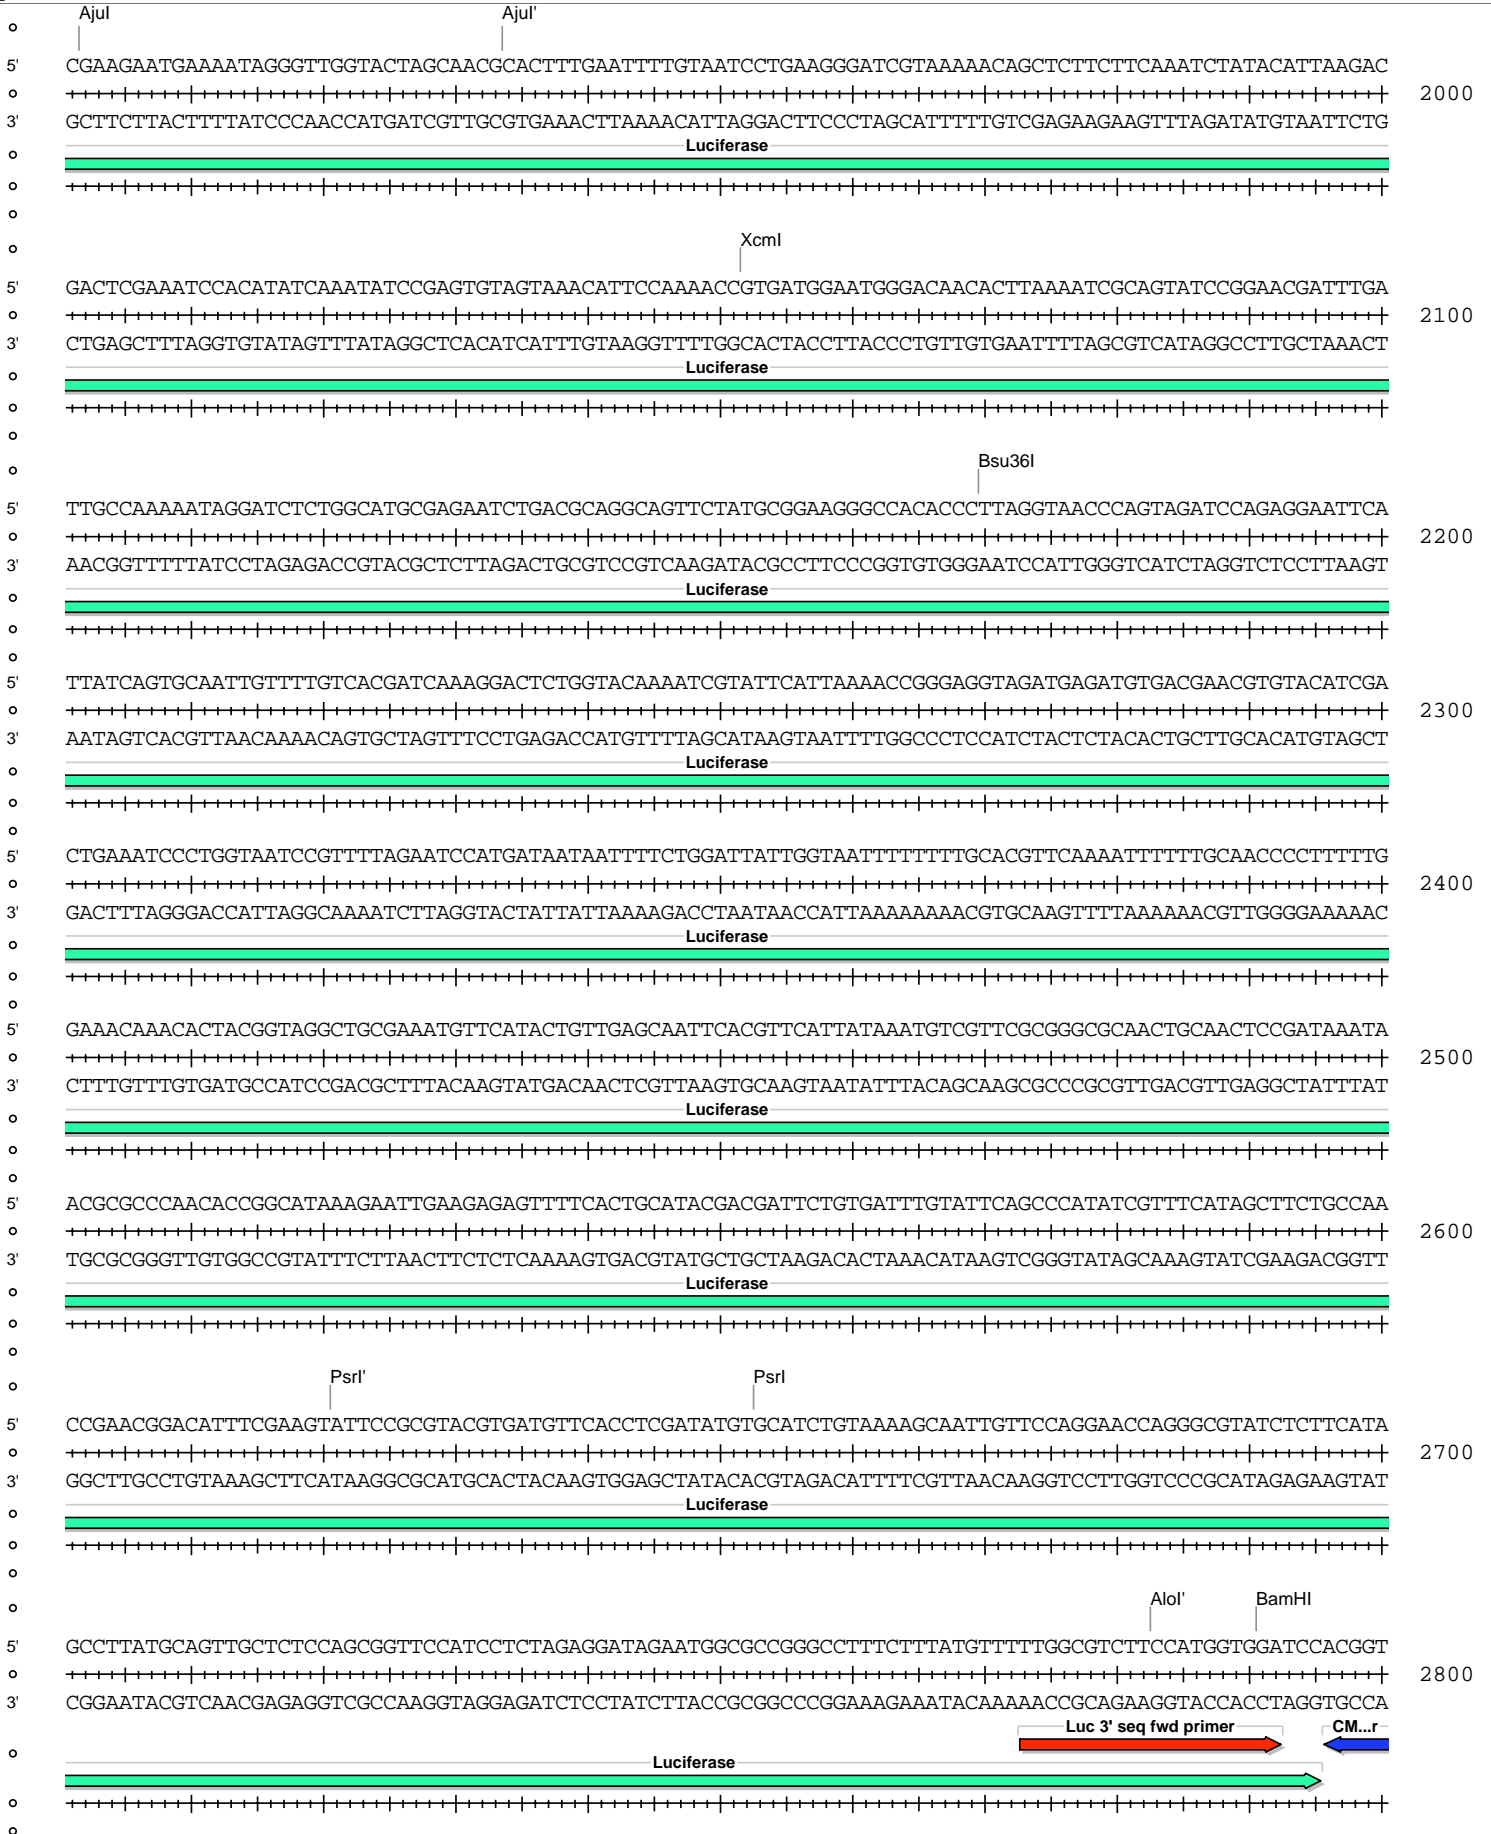 AjuI AjuI'
5' CGAAGAATGAAAATAGGGTTGGTACTAGCAACGCACTTTGAATTTTGTAATCCTGAAGGGATCGTAAAAACAGCTCTTCTTCAAATCTATACATTAAGAC
2000
3' GCTTCTTACTTTTATCCCAACCATGATCGTTGCGTGAAACTTAAAACATTAGGACTTCCCTAGCATTTTTGTCGAGAAGAAGTTTAGATATGTAATTCTG
Luciferase
XcmI
5' GACTCGAAATCCACATATCAAATATCCGAGTGTAGTAAACATTCCAAAACCGTGATGGAATGGGACAACACTTAAAATCGCAGTATCCGGAACGATTTGA
2100
3' CTGAGCTTTAGGTGTATAGTTTATAGGCTCACATCATTTGTAAGGTTTTGGCACTACCTTACCCTGTTGTGAATTTTAGCGTCATAGGCCTTGCTAAACT
Luciferase
Bsu36I
5' TTGCCAAAAATAGGATCTCTGGCATGCGAGAATCTGACGCAGGCAGTTCTATGCGGAAGGGCCACACCCTTAGGTAACCCAGTAGATCCAGAGGAATTCA
2200
3' AACGGTTTTTATCCTAGAGACCGTACGCTCTTAGACTGCGTCCGTCAAGATACGCCTTCCCGGTGTGGGAATCCATTGGGTCATCTAGGTCTCCTTAAGT
Luciferase
5' TTATCAGTGCAATTGTTTTGTCACGATCAAAGGACTCTGGTACAAAATCGTATTCATTAAAACCGGGAGGTAGATGAGATGTGACGAACGTGTACATCGA
2300
3' AATAGTCACGTTAACAAAACAGTGCTAGTTTCCTGAGACCATGTTTTAGCATAAGTAATTTTGGCCCTCCATCTACTCTACACTGCTTGCACATGTAGCT
Luciferase
5' CTGAAATCCCTGGTAATCCGTTTTAGAATCCATGATAATAATTTTCTGGATTATTGGTAATTTTTTTTGCACGTTCAAAATTTTTTGCAACCCCTTTTTG
2400
3' GACTTTAGGGACCATTAGGCAAAATCTTAGGTACTATTATTAAAAGACCTAATAACCATTAAAAAAAACGTGCAAGTTTTAAAAAACGTTGGGGAAAAAC
Luciferase
5' GAAACAAACACTACGGTAGGCTGCGAAATGTTCATACTGTTGAGCAATTCACGTTCATTATAAATGTCGTTCGCGGGCGCAACTGCAACTCCGATAAATA
2500
3' CTTTGTTTGTGATGCCATCCGACGCTTTACAAGTATGACAACTCGTTAAGTGCAAGTAATATTTACAGCAAGCGCCCGCGTTGACGTTGAGGCTATTTAT
Luciferase
5' ACGCGCCCAACACCGGCATAAAGAATTGAAGAGAGTTTTCACTGCATACGACGATTCTGTGATTTGTATTCAGCCCATATCGTTTCATAGCTTCTGCCAA
2600
3' TGCGCGGGTTGTGGCCGTATTTCTTAACTTCTCTCAAAAGTGACGTATGCTGCTAAGACACTAAACATAAGTCGGGTATAGCAAAGTATCGAAGACGGTT
Luciferase
PsrI' PsrI
5' CCGAACGGACATTTCGAAGTATTCCGCGTACGTGATGTTCACCTCGATATGTGCATCTGTAAAAGCAATTGTTCCAGGAACCAGGGCGTATCTCTTCATA
2700
3' GGCTTGCCTGTAAAGCTTCATAAGGCGCATGCACTACAAGTGGAGCTATACACGTAGACATTTTCGTTAACAAGGTCCTTGGTCCCGCATAGAGAAGTAT
Luciferase
AloI' BamHI
5' GCCTTATGCAGTTGCTCTCCAGCGGTTCCATCCTCTAGAGGATAGAATGGCGCCGGGCCTTTCTTTATGTTTTTGGCGTCTTCCATGGTGGATCCACGGT
2800
3' CGGAATACGTCAACGAGAGGTCGCCAAGGTAGGAGATCTCCTATCTTACCGCGGCCCGGAAAGAAATACAAAAACCGCAGAAGGTACCACCTAGGTGCCA
Luc 3' seq fwd primer CM...r
Luciferase